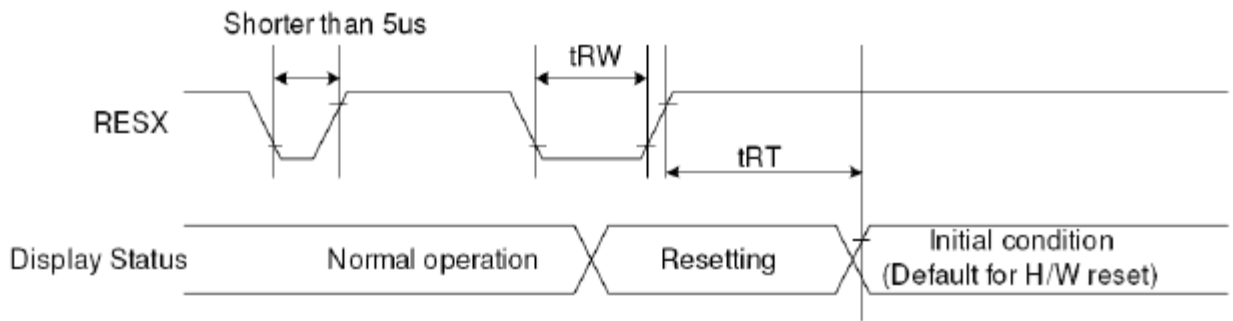 Shorter than 5us
tRW
RESX
tRT
Display Status
Normal operation
Resetting
Initial condition
(Default for H/W reset)